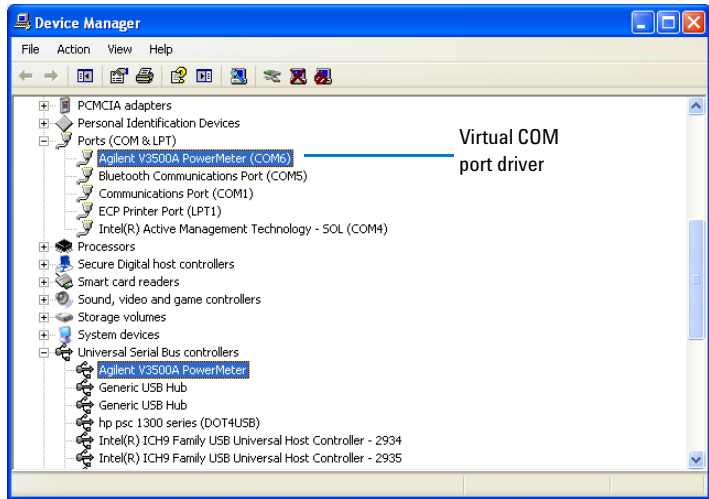 Device Manager
File Action View Help
PCMCIA adapters
Personal Identification Devices
Ports (COM & LPT)
Agilent V3500A PowerMeter (COM6)
Virtual COM
port driver
Bluetooth Communications Port (COM5)
Communications Port (COM1)
ECP Printer Port (LPT1)
Intel(R) Active Management Technology - SOL (COM4)
Processors
Secure Digital host controllers
Smart card readers
Sound, video and game controllers
Storage volumes
System devices
Universal Serial Bus controllers
Agilent V3500A PowerMeter
Generic USB Hub
Generic USB Hub
hp psc 1300 series (DOT4USB)
Intel(R) ICH9 Family USB Universal Host Controller - 2934
Intel(R) ICH9 Family USB Universal Host Controller - 2935